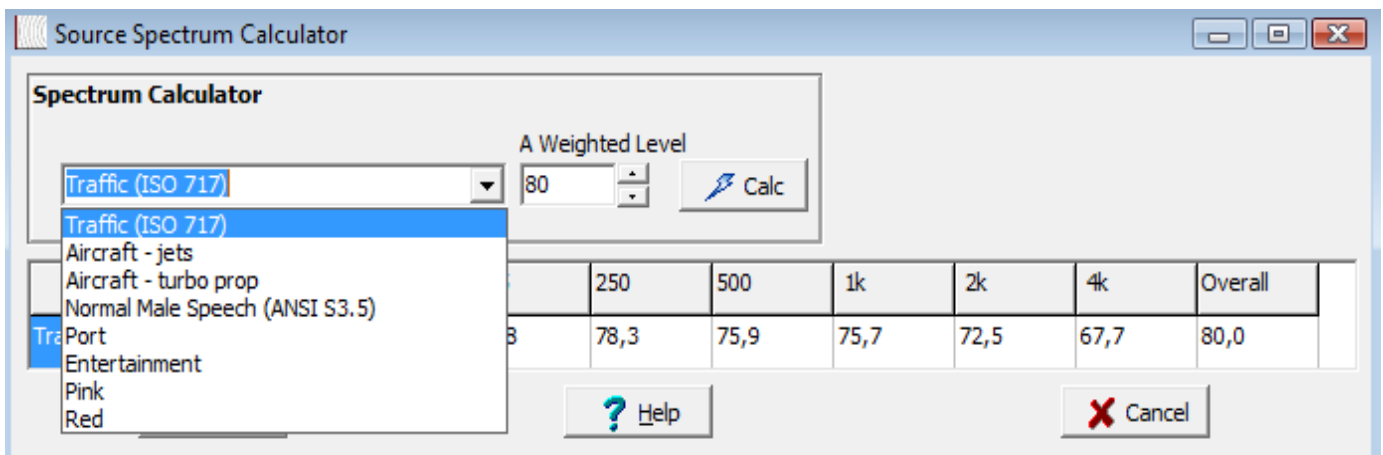 Source Spectrum Calculator
Spectrum Calculator
A Weighted Level
Traffic (ISO 717)
80
Calc
Traffic (ISO 717)
Aircraft - jets
Aircraft - turbo prop
Normal Male Speech (ANSI S3.5)
Port
Entertainment
Pink
Red
250 500 1k 2k 4k Overall
78,3 75,9 75,7 72,5 67,7 80,0
Help
Cancel